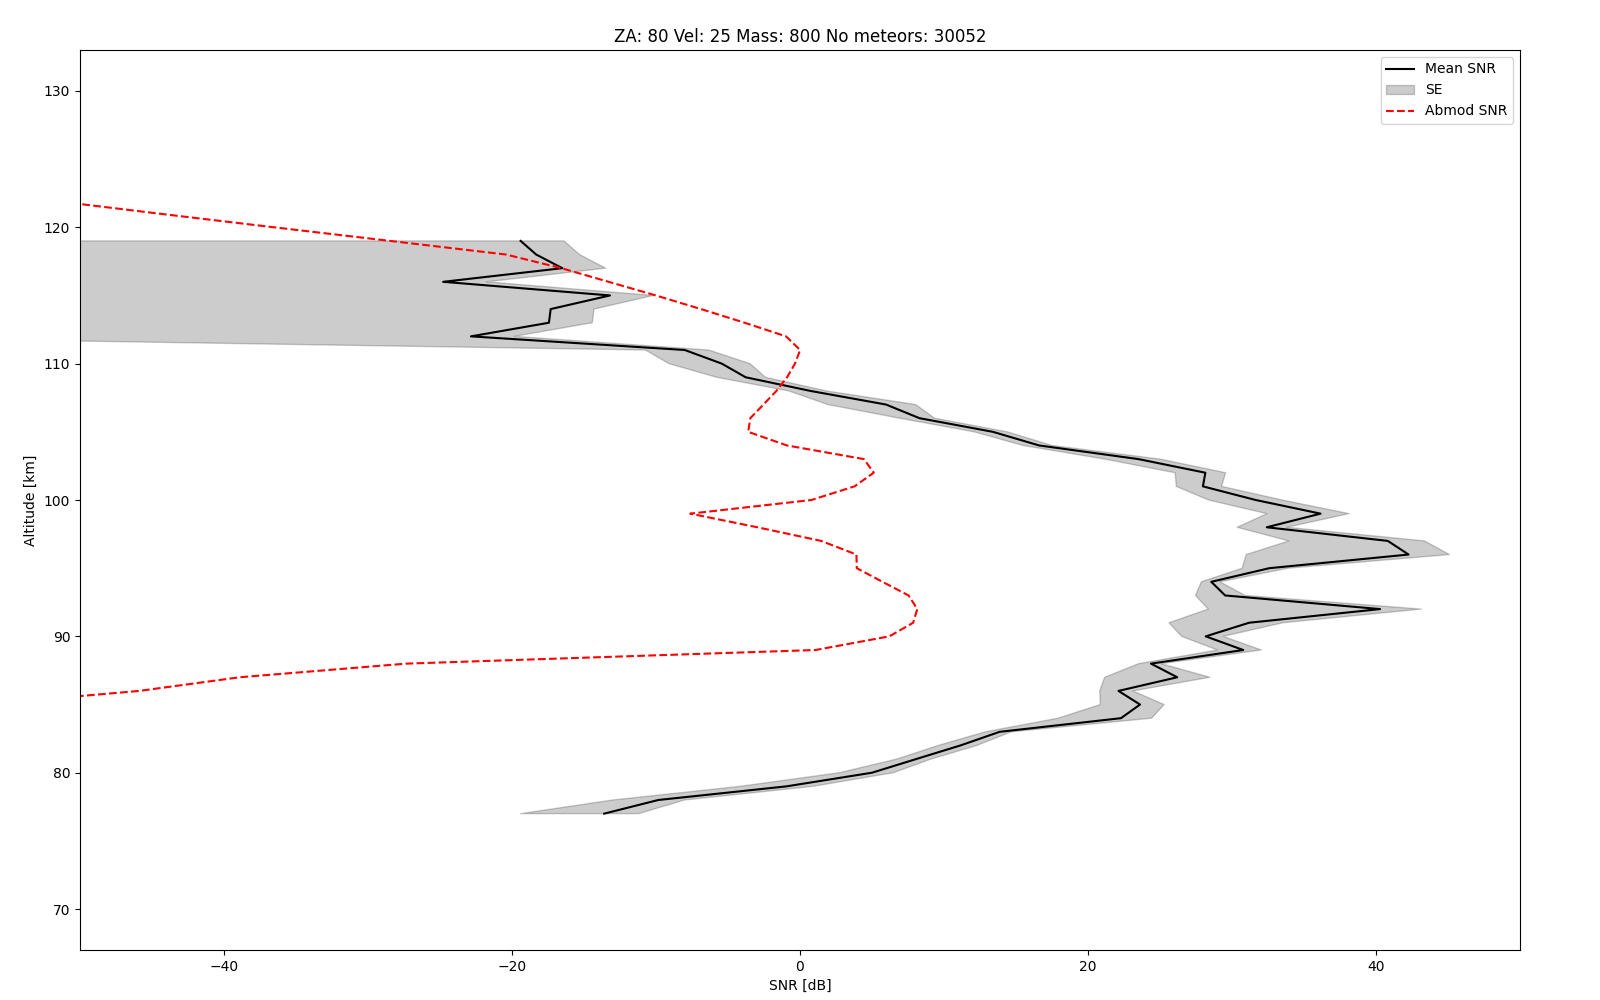 ZA: 80 Vel: 25 Mass: 800 No meteors: 30052
Mean SNR
SE
Abmod SNR
130
120
110
100
90
80
70
Altitude [km]
−40 −20 0 20 40
SNR [dB]